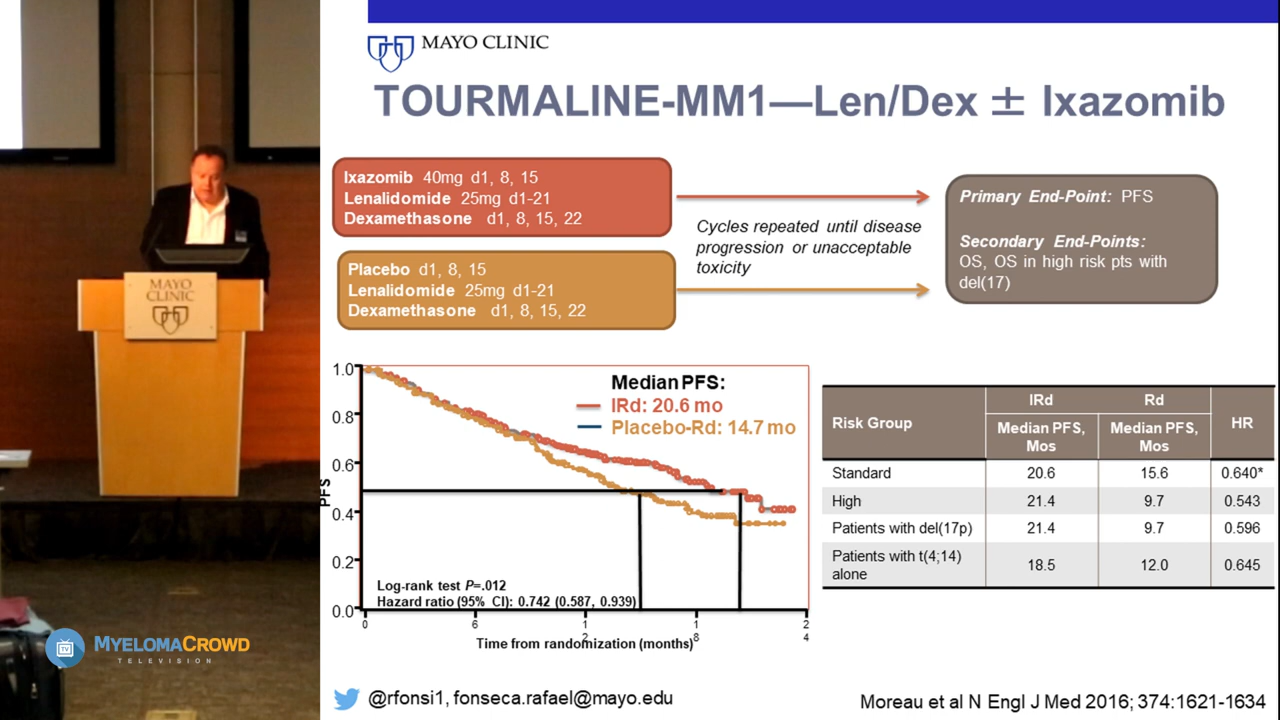 MAYO CLINIC
TOURMALINE-MM1—Len/Dex ± Ixazomib
Ixazomib 40mg d1, 8, 15
Lenalidomide 25mg d1-21
Dexamethasone d1, 8, 15, 22
Placebo d1, 8, 15
Lenalidomide 25mg d1-21
Dexamethasone d1, 8, 15, 22
Cycles repeated until disease
progression or unacceptable
toxicity
Primary End-Point: PFS
Secondary End-Points:
OS, OS in high risk pts with
del(17)
MAYO
CLINIC
1.0
0.8
0.6
0.4
0.2
0.0
PFS
Median PFS:
IRd: 20.6 mo
Placebo-Rd: 14.7 mo
Log-rank test P=.012
Hazard ratio (95% CI): 0.742 (0.587, 0.939)
0 6 12 18 24
Time from randomization (months)
Risk Group IRd Rd HR
Median PFS, Mos Median PFS, Mos
Standard 20.6 15.6 0.640*
High 21.4 9.7 0.543
Patients with del(17p) 21.4 9.7 0.596
Patients with t(4;14) alone 18.5 12.0 0.645
TV
MYELOMACROWD
TELEVISION
@rfonsi1, fonseca.rafael@mayo.edu
Moreau et al N Engl J Med 2016; 374:1621-1634